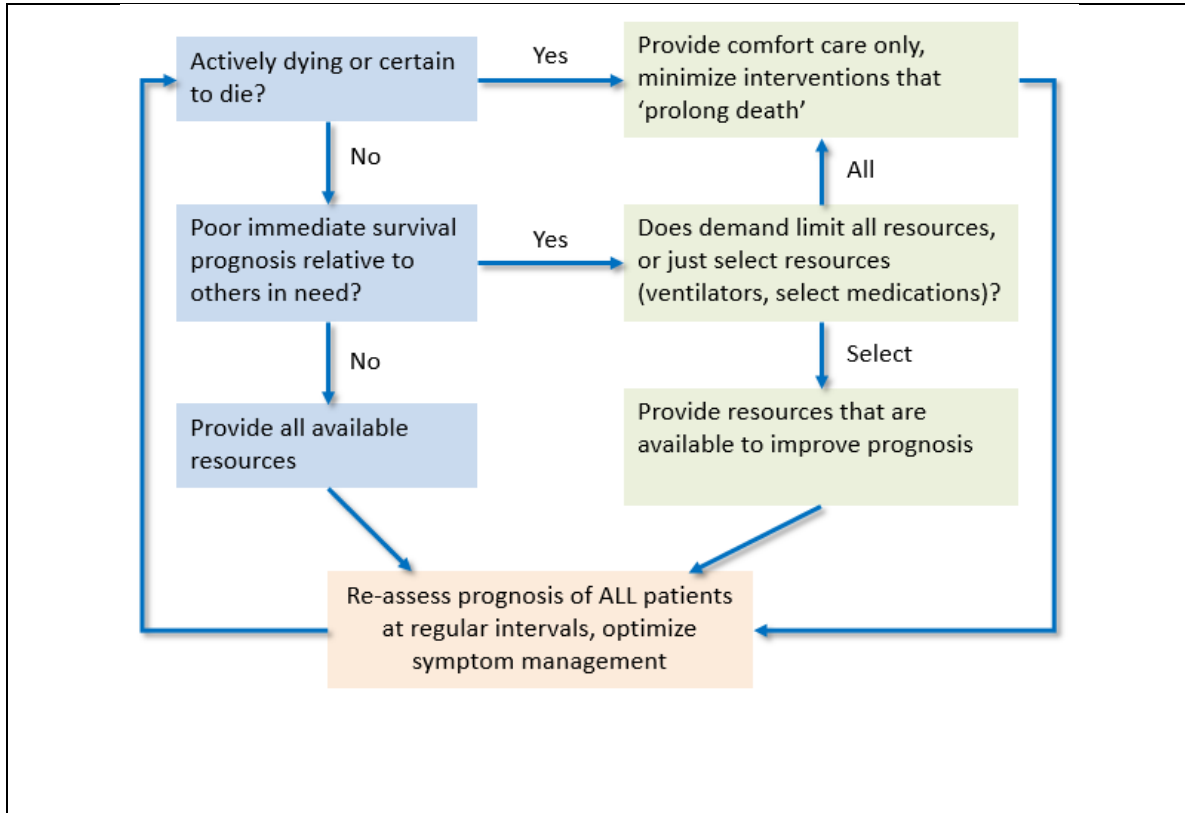 Actively dying or certain
to die?
Yes
Provide comfort care only,
minimize interventions that
‘prolong death’
No
All
Poor immediate survival
prognosis relative to
others in need?
Yes
Does demand limit all resources,
or just select resources
(ventilators, select medications)?
No
Select
Provide all available
resources
Provide resources that are
available to improve prognosis
Re-assess prognosis of ALL patients
at regular intervals, optimize
symptom management